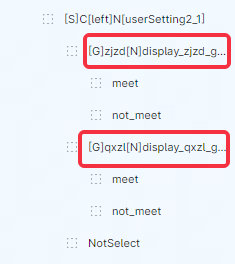 [S]C[left]N[userSetting2_1]
[G]zjzd[N]display_zjzd_g...
meet
not_meet
[G]qxzl[N]display_qxzl_g...
meet
not_meet
NotSelect